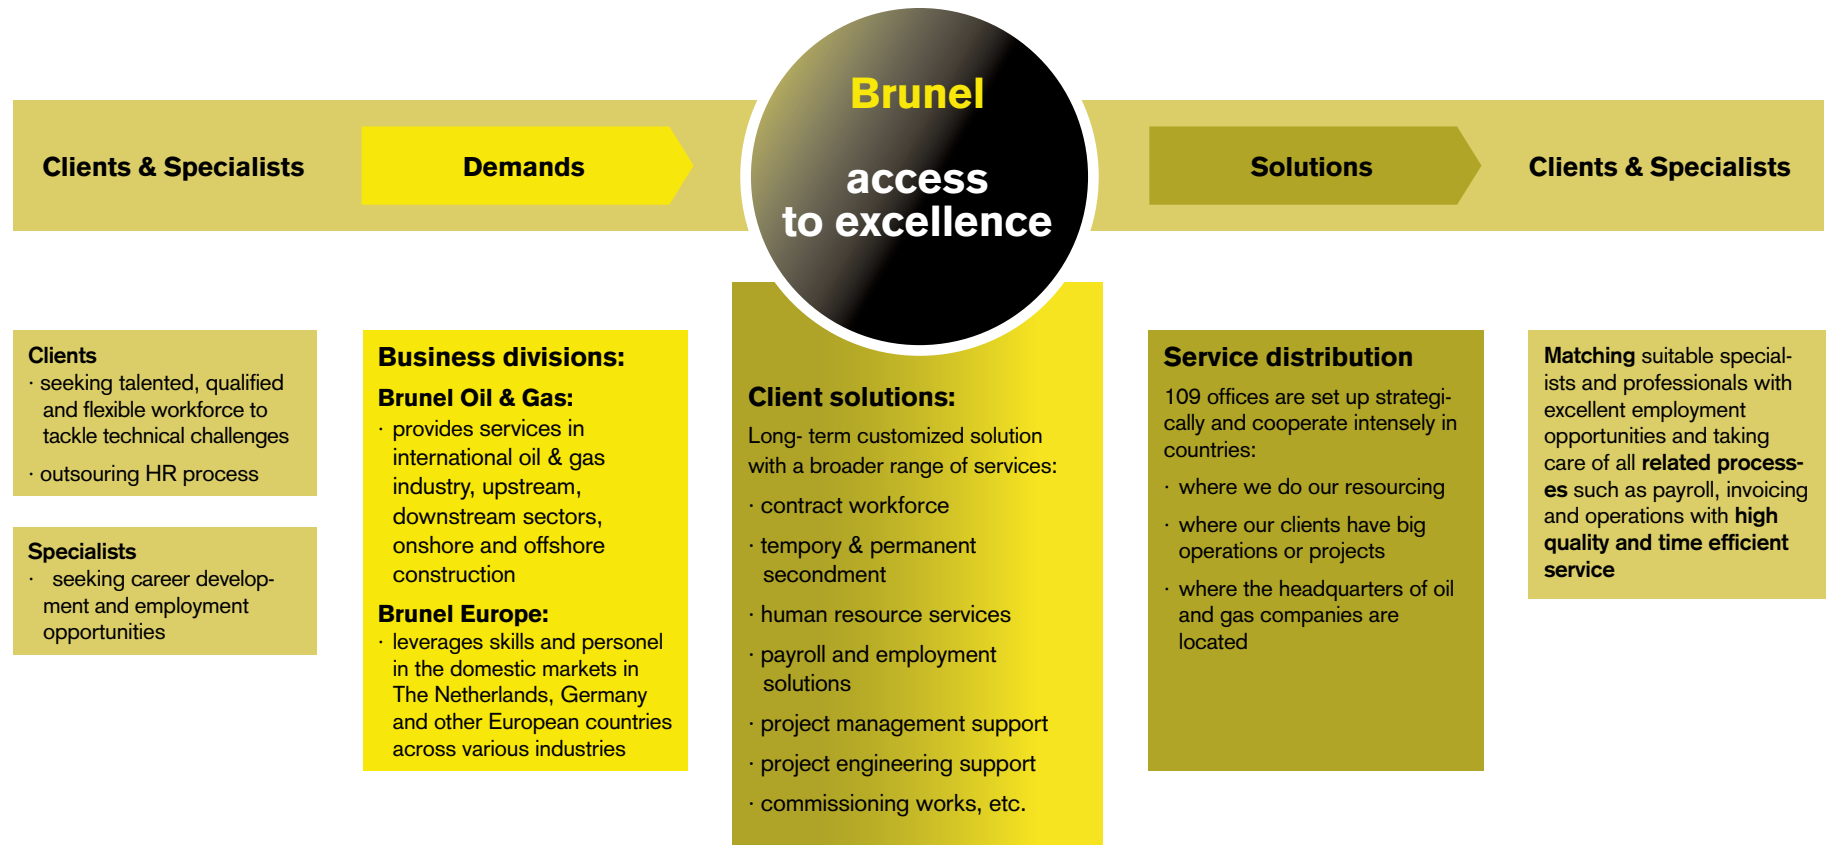 Brunel
access
to excellence
Clients & Specialists
Demands
Solutions
Clients & Specialists
Clients
· seeking talented, qualified
and flexible workforce to
tackle technical challenges
· outsouring HR process
Specialists
· seeking career develop-
ment and employment
opportunities
Business divisions:
Brunel Oil & Gas:
· provides services in
international oil & gas
industry, upstream,
downstream sectors,
onshore and offshore
construction
Brunel Europe:
· leverages skills and personel
in the domestic markets in
The Netherlands, Germany
and other European countries
across various industries
Client solutions:
Long- term customized solution
with a broader range of services:
· contract workforce
· tempory & permanent
secondment
· human resource services
· payroll and employment
solutions
· project management support
· project engineering support
· commissioning works, etc.
Service distribution
109 offices are set up strategi-
cally and cooperate intensely in
countries:
· where we do our resourcing
· where our clients have big
operations or projects
· where the headquarters of oil
and gas companies are
located
Matching suitable special-
ists and professionals with
excellent employment
opportunities and taking
care of all related process-
es such as payroll, invoicing
and operations with high
quality and time efficient
service